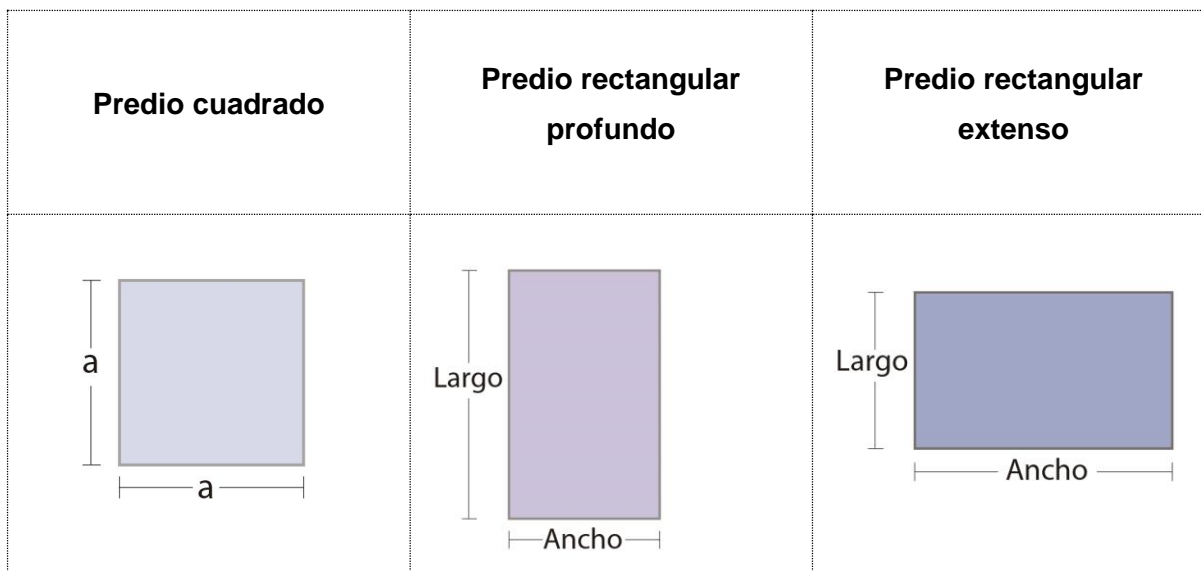 Predio cuadrado
Predio rectangular
profundo
Predio rectangular
extenso
a
a
Largo
Ancho
Largo
Ancho